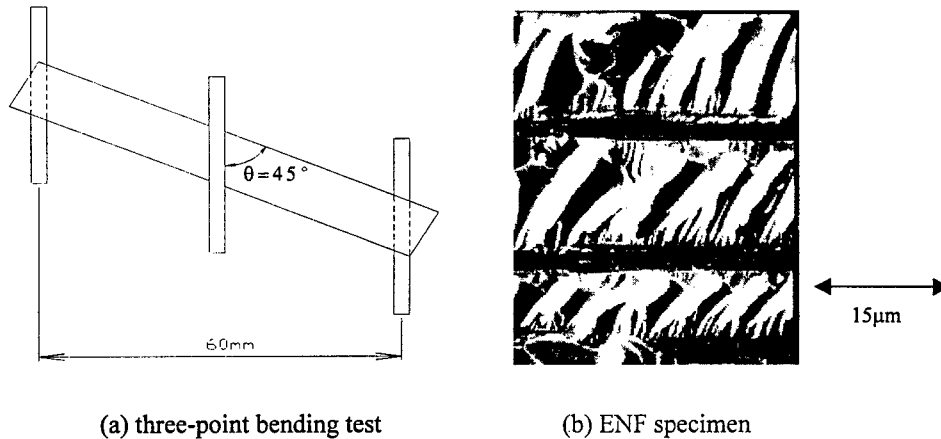 θ=45°
60mm
15µm
(a) three-point bending test
(b) ENF specimen